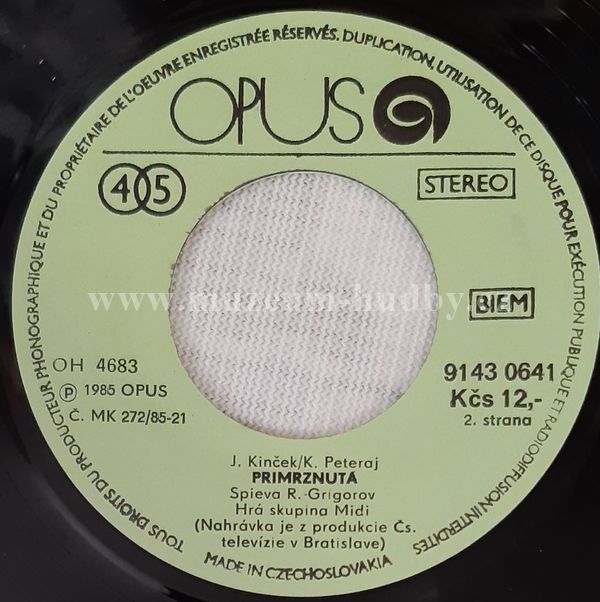 TOUS DROITS DU PRODUCTEUR PHONOGRAPHIQUE ET DU PROPRIÉTAIRE DE L'OEUVRE ENREGISTRÉE RÉSERVÉS. DUPLICATION, UTILISATION DE CE DISQUE POUR EXÉCUTION PUBLIQUE ET RADIODIFFUSION INTERDITES
OPUS
45
STEREO
BIEM
OH 4683
Ⓟ 1985 OPUS
Č. MK 272/85-21
9143 0641
Kčs 12,-
2. strana
J. Kinček/K. Peteraj
PRIMRZNUTÁ
Spieva R. Grigorov
Hrá skupina Midi
(Nahrávka je z produkcie Čs.
televízie v Bratislave)
MADE IN CZECHOSLOVAKIA